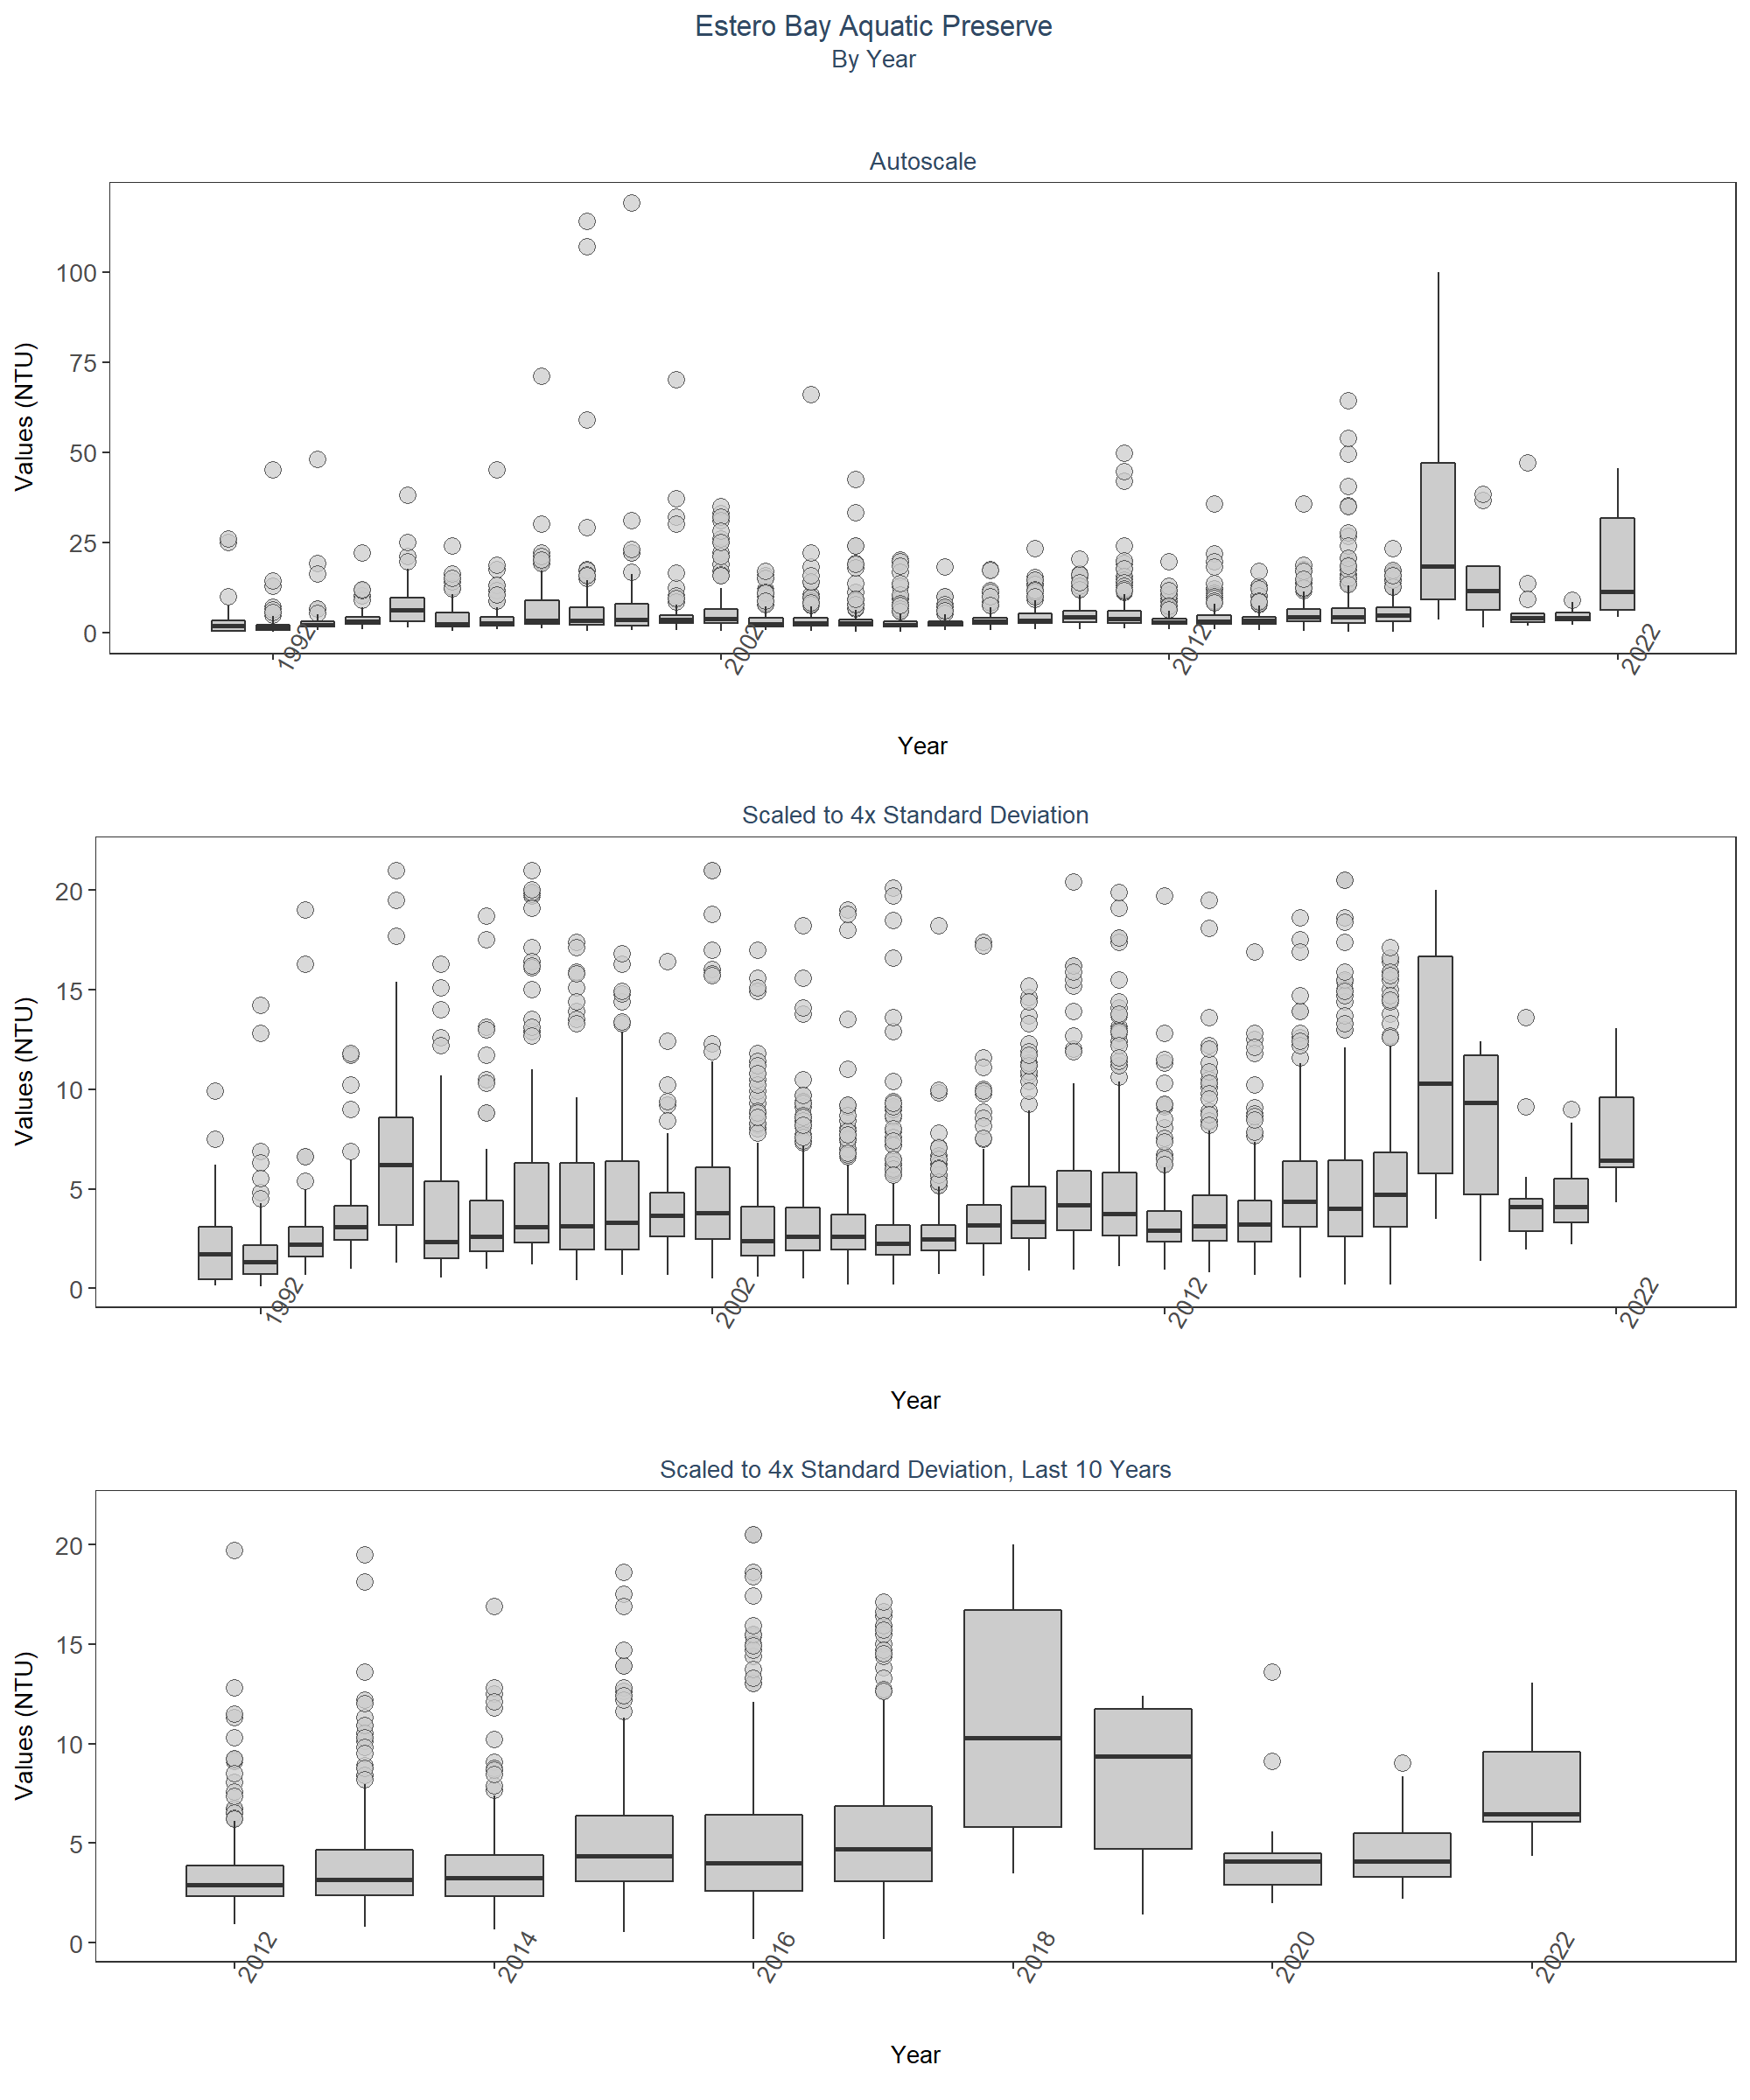 Estero Bay Aquatic Preserve
By Year
Autoscale
Values (NTU)
100
75
50
25
0
1992
2002
2012
2022
Year
Scaled to 4x Standard Deviation
Values (NTU)
20
15
10
5
0
1992
2002
2012
2022
Year
Scaled to 4x Standard Deviation, Last 10 Years
Values (NTU)
20
15
10
5
0
2012
2014
2016
2018
2020
2022
Year